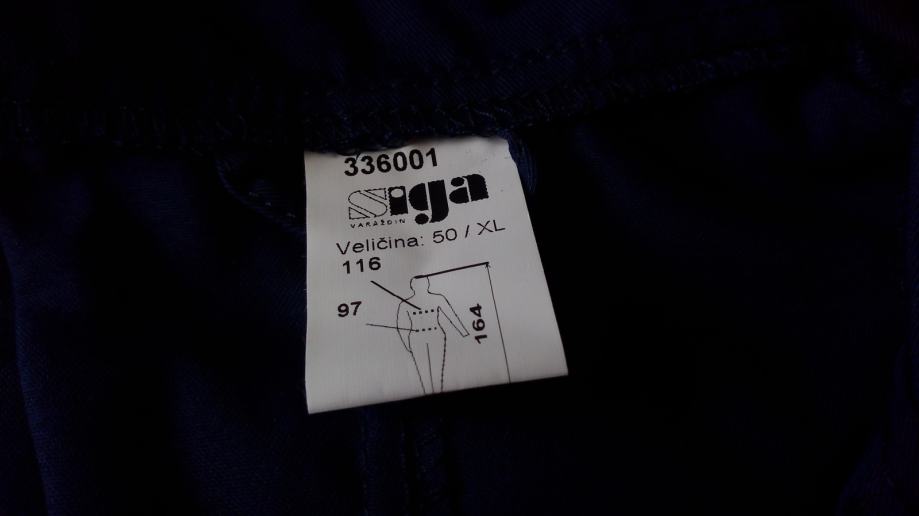 336001
siga
VARAŽDIN
Veličina: 50 / XL
116
97
164